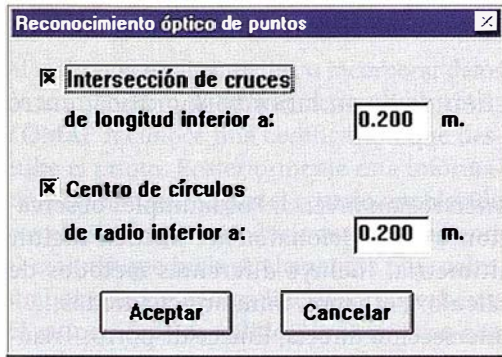 Reconocimiento óptico de puntos
Intersección de cruces
de longitud inferior a: 0.200 m.
Centro de círculos
de radio inferior a: 0.200 m.
Aceptar Cancelar